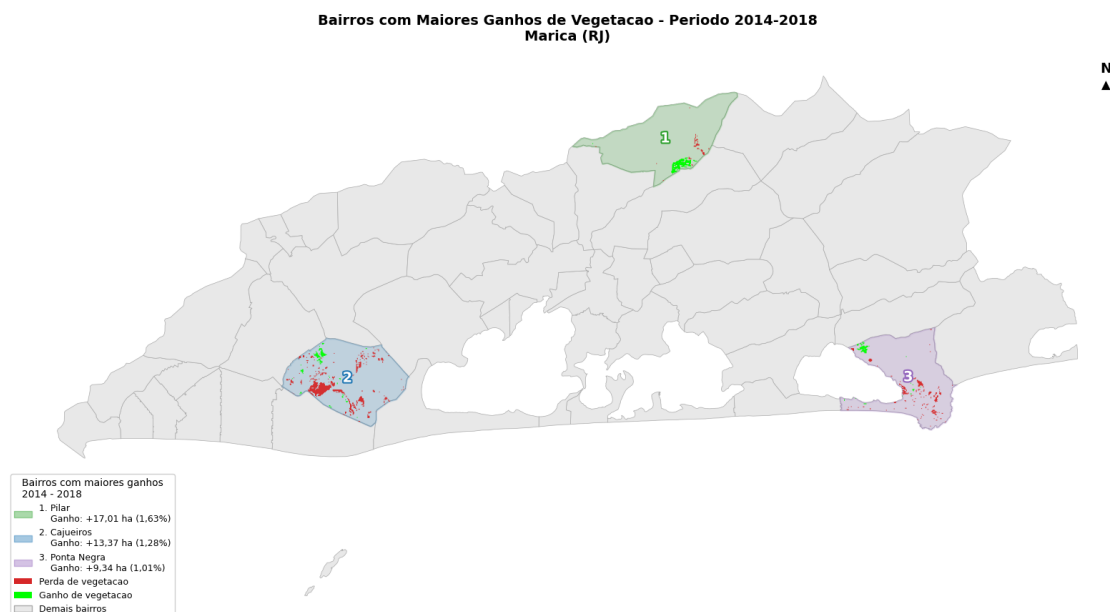 Bairros com Maiores Ganhos de Vegetacao - Periodo 2014-2018
Marica (RJ)
N
1
2
3
Bairros com maiores ganhos
2014 - 2018
1. Pilar
Ganho: +17,01 ha (1,63%)
2. Cajueiros
Ganho: +13,37 ha (1,28%)
3. Ponta Negra
Ganho: +9,34 ha (1,01%)
Perda de vegetacao
Ganho de vegetacao
Demais bairros